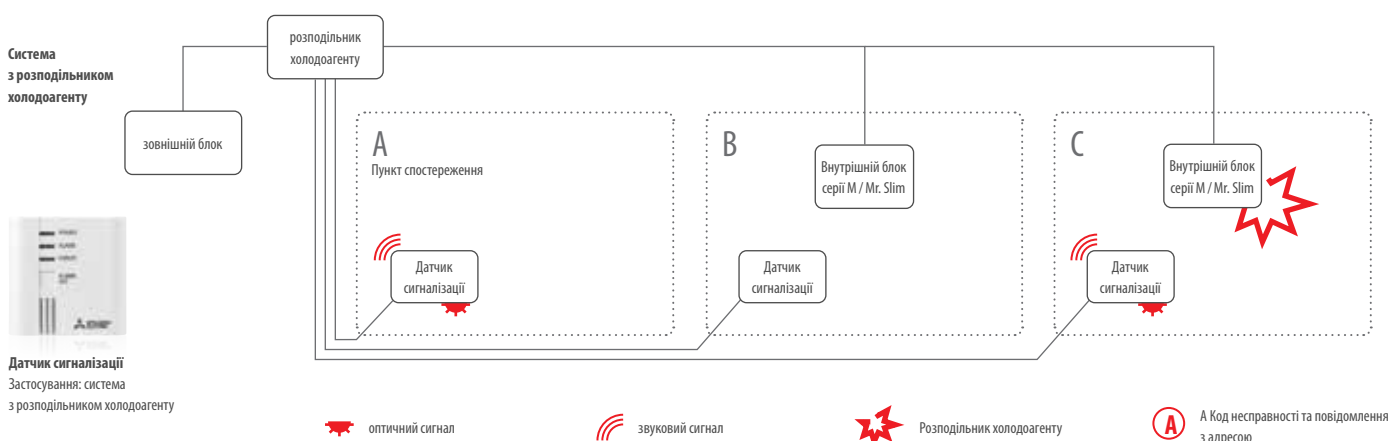 Система
з розподільником
холодоагенту
розподільник
холодоагенту
зовнішній блок
A
Пункт спостереження
B
C
Внутрішній блок
серії M / Mr. Slim
Внутрішній блок
серії M / Mr. Slim
Датчик
сигналізації
Датчик
сигналізації
Датчик
сигналізації
Датчик сигналізації
Застосування: система
з розподільником холодоагенту
оптичний сигнал
звуковий сигнал
Розподільник холодоагенту
A
А Код несправності та повідомлення
з адресою